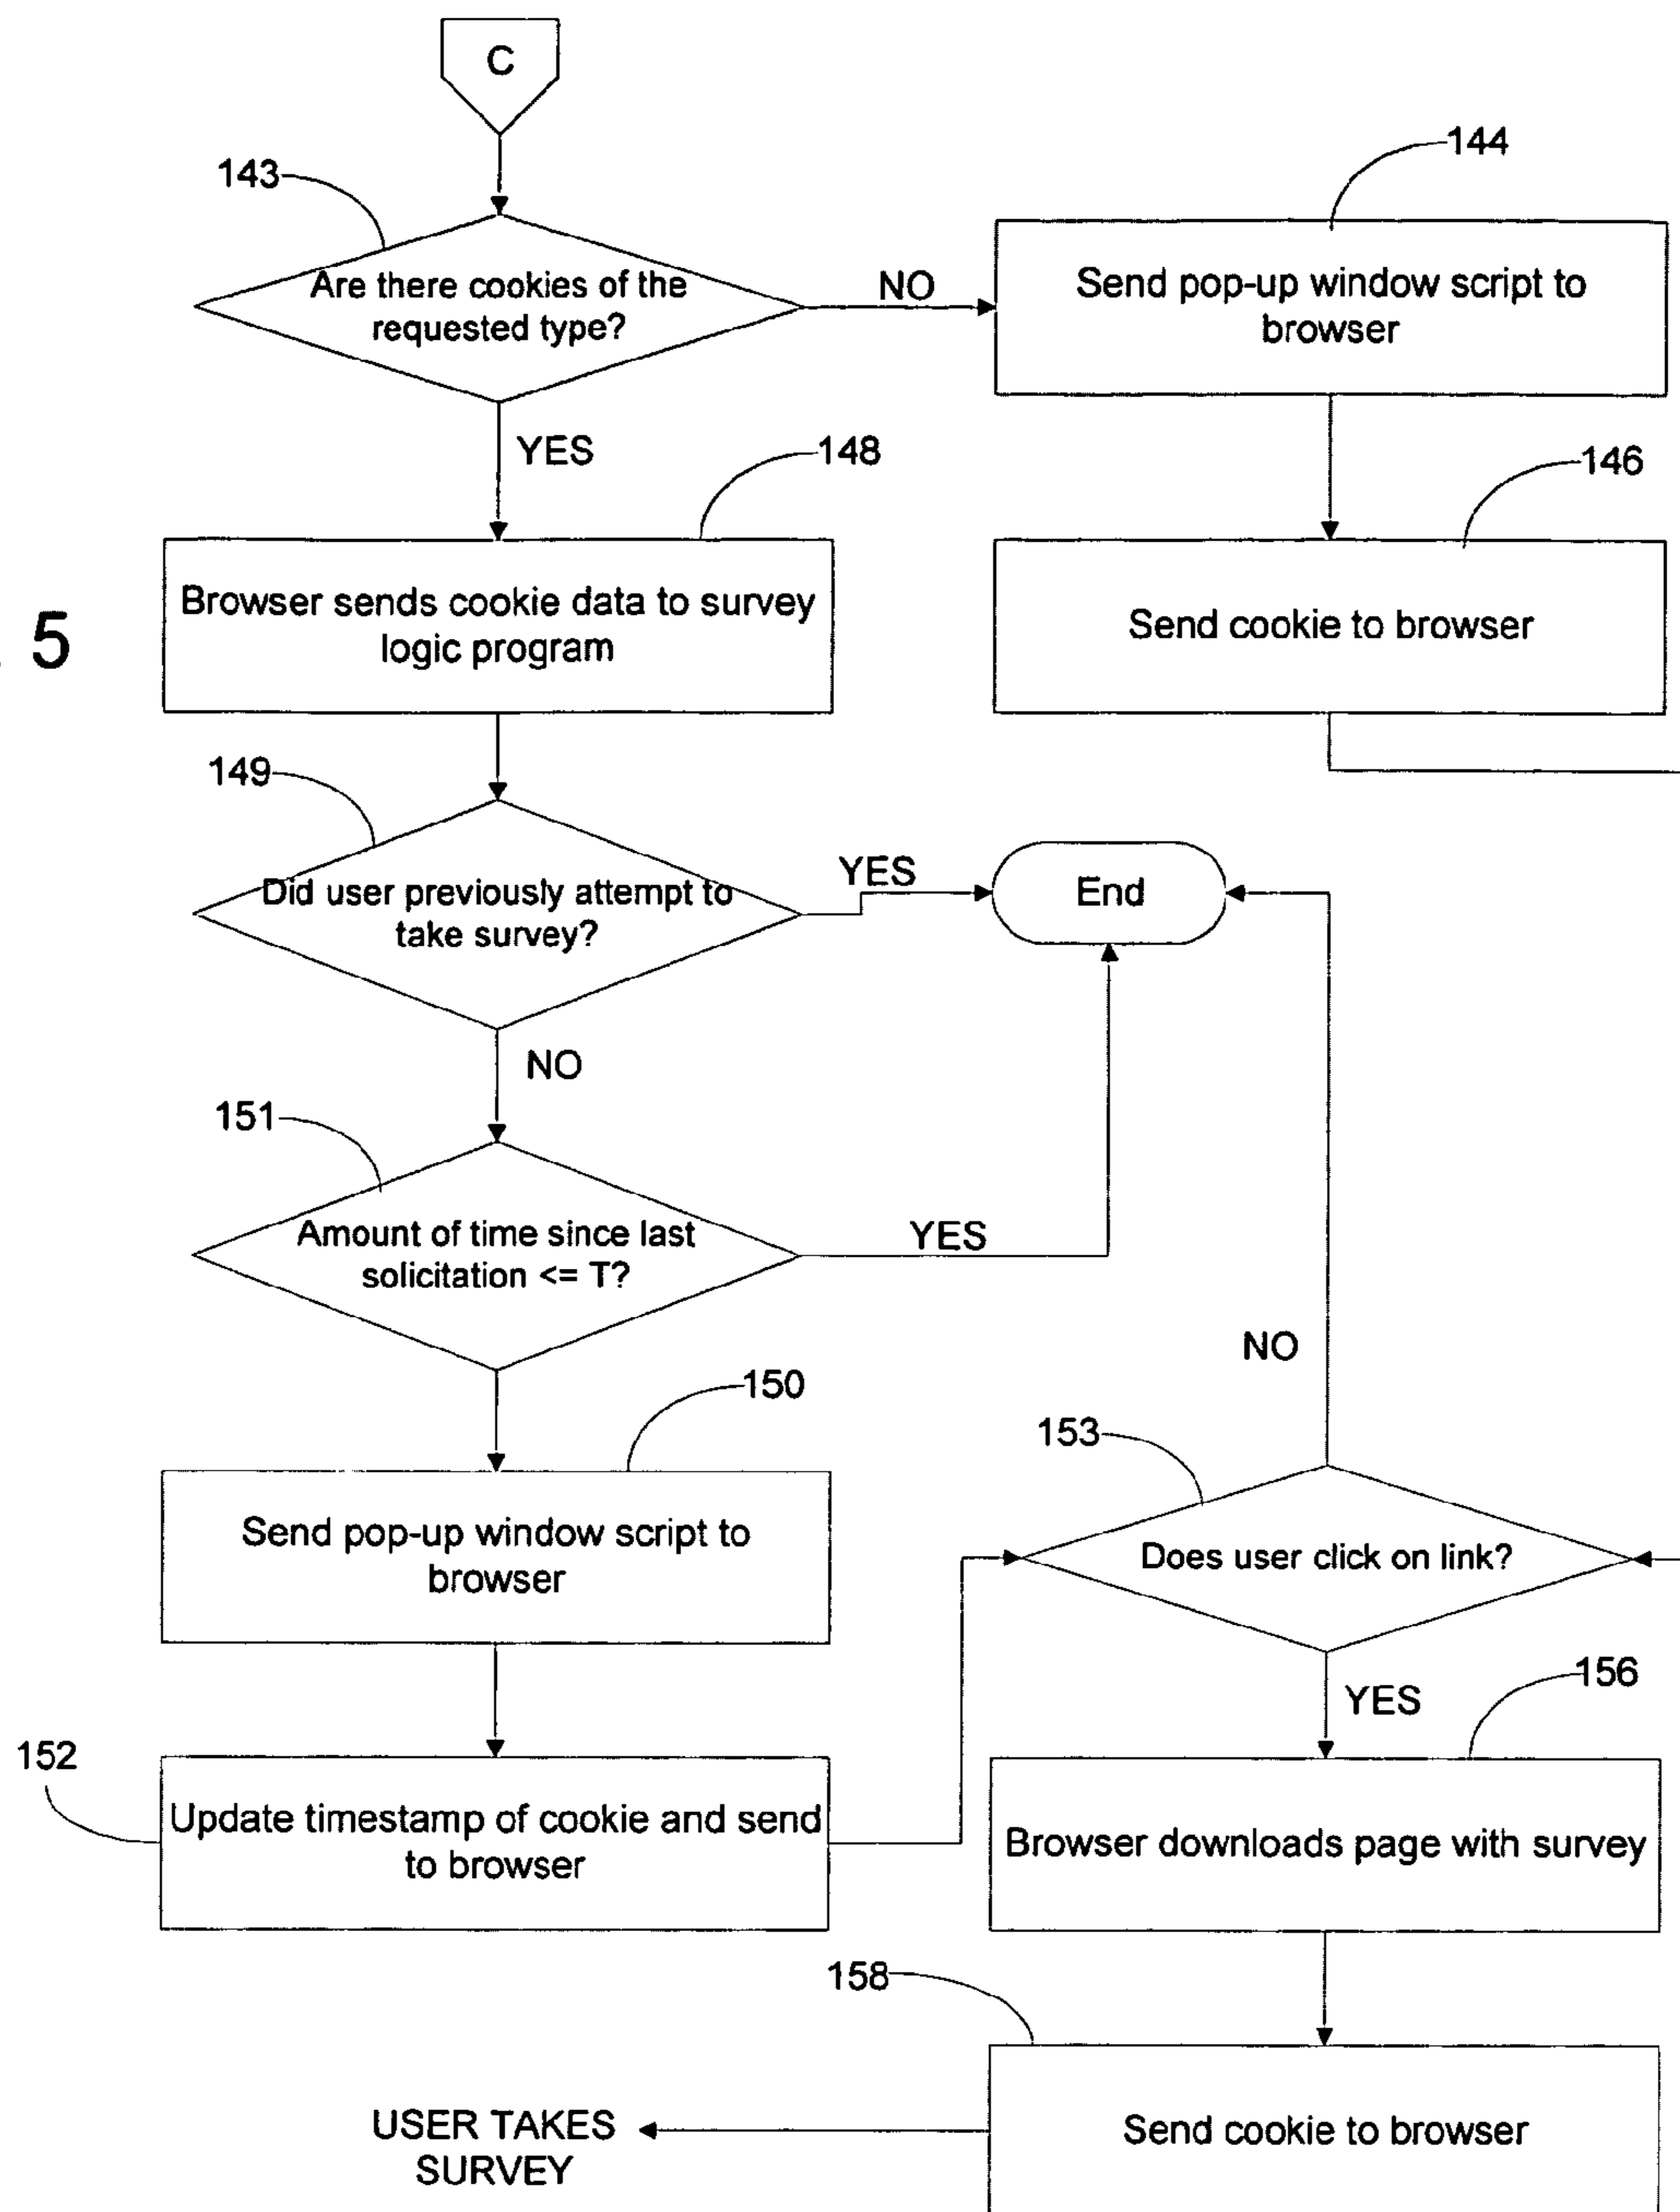 C
143
144
Are there cookies of the
requested type?
NO
Send pop-up window script to
browser
YES
148
146
. 5
Browser sends cookie data to survey
logic program
Send cookie to browser
149
Did user previously attempt to
take survey?
YES
End
NO
151
Amount of time since last
solicitation <= T?
YES
NO
150
153
Send pop-up window script to
browser
Does user click on link?
YES
156
152
Update timestamp of cookie and send
to browser
Browser downloads page with survey
158
USER TAKES
SURVEY
Send cookie to browser